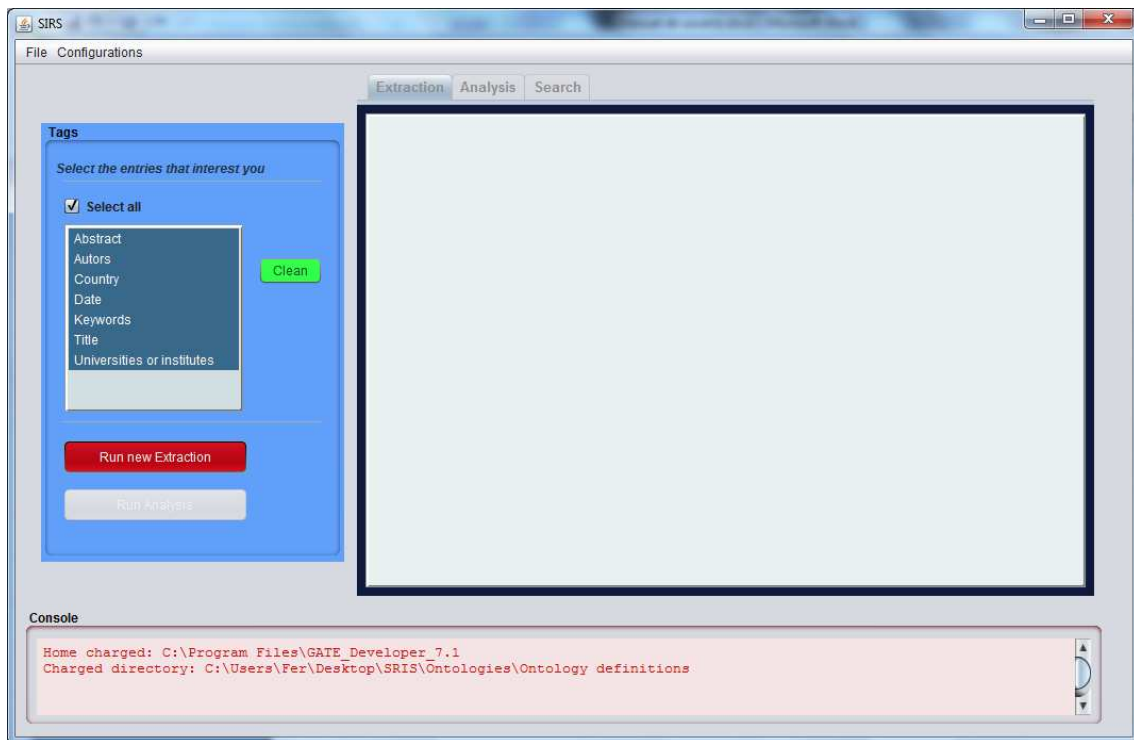 SIRS
File Configurations
Extraction Analysis Search
Tags
Select the entries that interest you
Select all
Abstract
Autors
Country
Date
Keywords
Title
Universities or institutes
Clean
Run new Extraction
Run Analysis
Console
Home charged: C:\Program Files\GATE_Developer_7.1
Charged directory: C:\Users\Fer\Desktop\SRIS\Ontologies\Ontology definitions